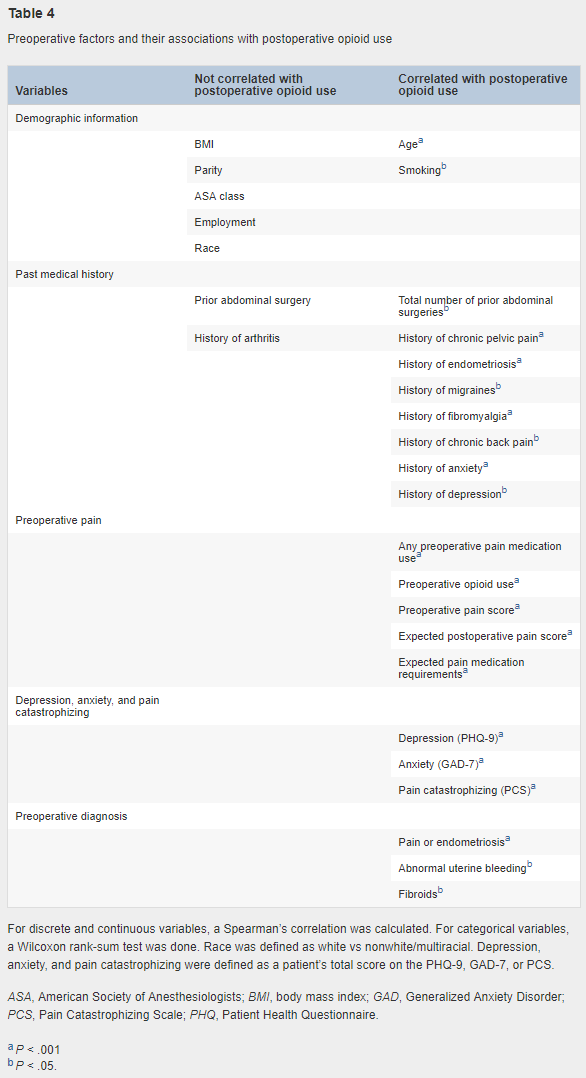 Table 4
Preoperative factors and their associations with postoperative opioid use
Variables
Not correlated with
postoperative opioid use
Correlated with postoperative
opioid use
Demographic information
BMI
Age^a
Parity
Smoking^b
ASA class
Employment
Race
Past medical history
Prior abdominal surgery
Total number of prior abdominal
surgeries^b
History of arthritis
History of chronic pelvic pain^a
History of endometriosis^a
History of migraines^b
History of fibromyalgia^a
History of chronic back pain^b
History of anxiety^a
History of depression^b
Preoperative pain
Any preoperative pain medication
use^a
Preoperative opioid use^a
Preoperative pain score^a
Expected postoperative pain score^a
Expected pain medication
requirements^a
Depression, anxiety, and pain
catastrophizing
Depression (PHQ-9)^a
Anxiety (GAD-7)^a
Pain catastrophizing (PCS)^a
Preoperative diagnosis
Pain or endometriosis^a
Abnormal uterine bleeding^b
Fibroids^b
For discrete and continuous variables, a Spearman's correlation was calculated. For categorical variables,
a Wilcoxon rank-sum test was done. Race was defined as white vs nonwhite/multiracial. Depression,
anxiety, and pain catastrophizing were defined as a patient's total score on the PHQ-9, GAD-7, or PCS.
ASA, American Society of Anesthesiologists; BMI, body mass index; GAD, Generalized Anxiety Disorder;
PCS, Pain Catastrophizing Scale; PHQ, Patient Health Questionnaire.
^a P < .001
^b P < .05.